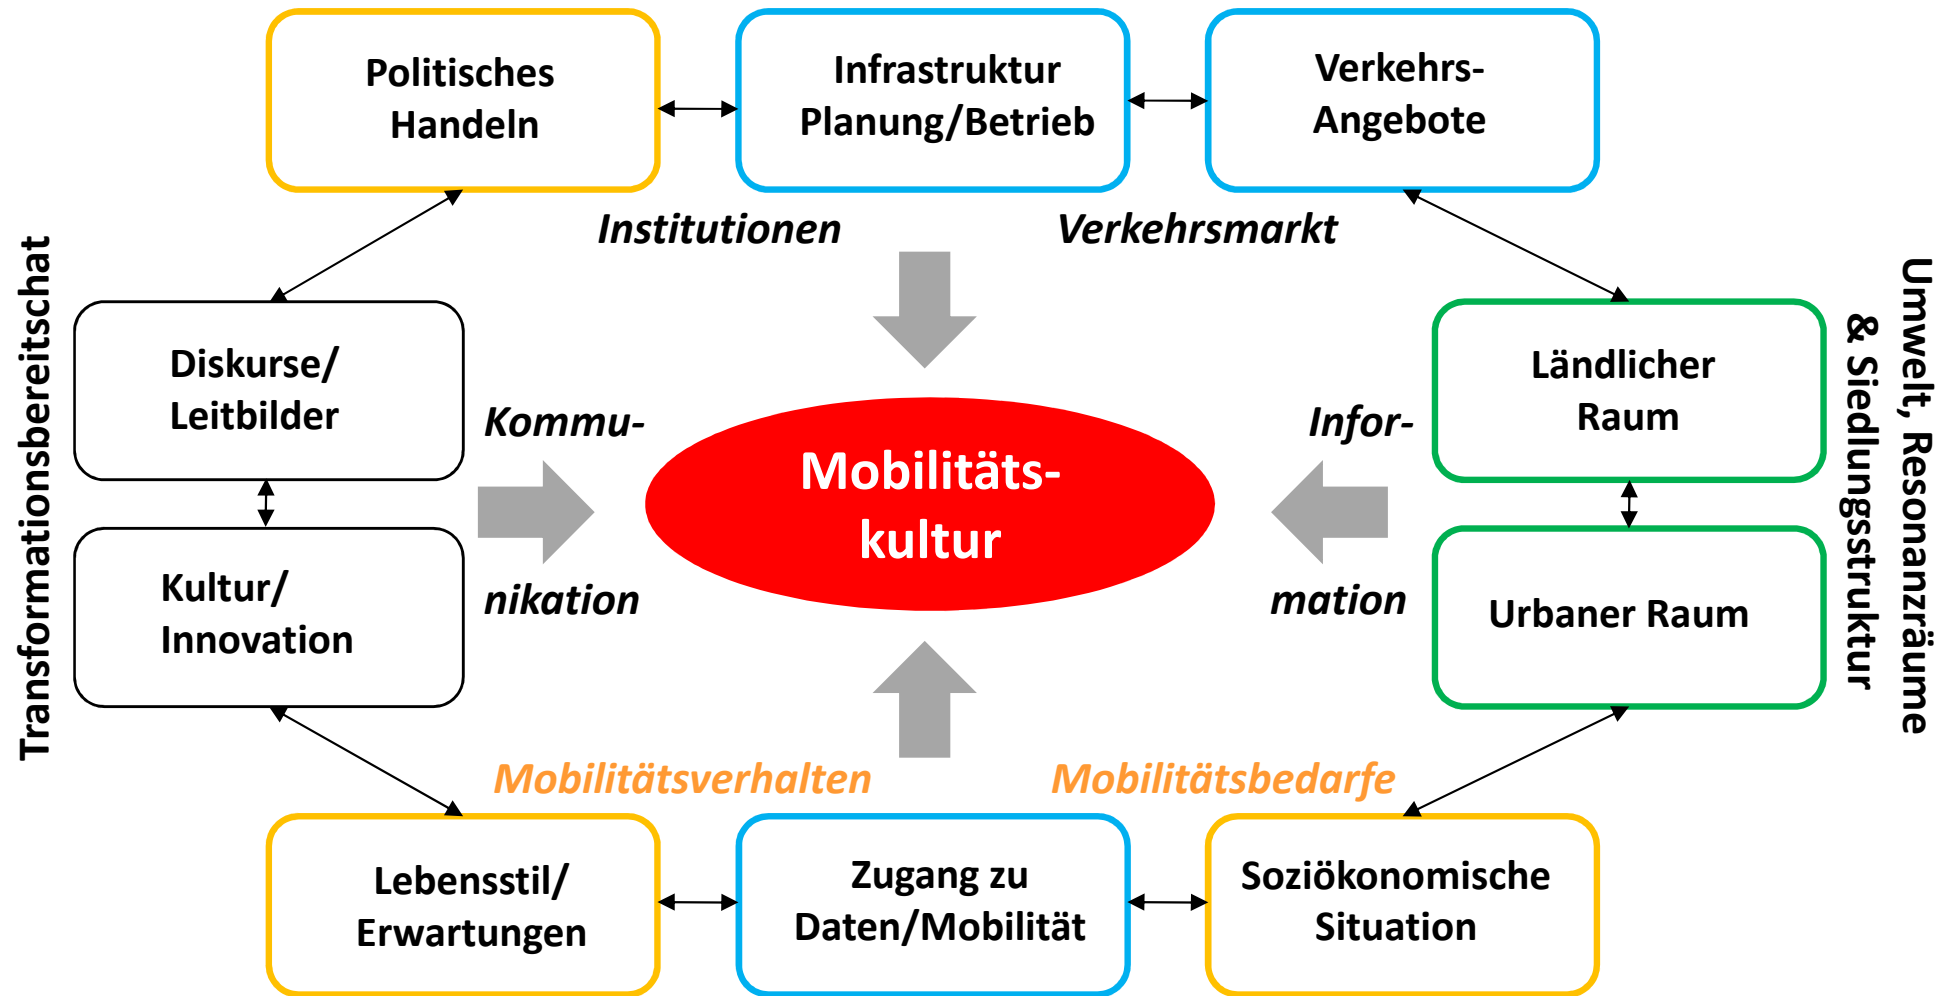 Politisches
Handeln
Infrastruktur
Planung/Betrieb
Verkehrs-
Angebote
Institutionen
Verkehrsmarkt
Transformationsbereitschat
Diskurse/
Leitbilder
Kommu-
nikation
Kultur/
Innovation
Mobilitäts-
kultur
Infor-
mation
Ländlicher
Raum
Urbaner Raum
Umwelt, Resonanzräume
& Siedlungsstruktur
Mobilitätsverhalten
Mobilitätsbedarfe
Lebensstil/
Erwartungen
Zugang zu
Daten/Mobilität
Soziökonomische
Situation